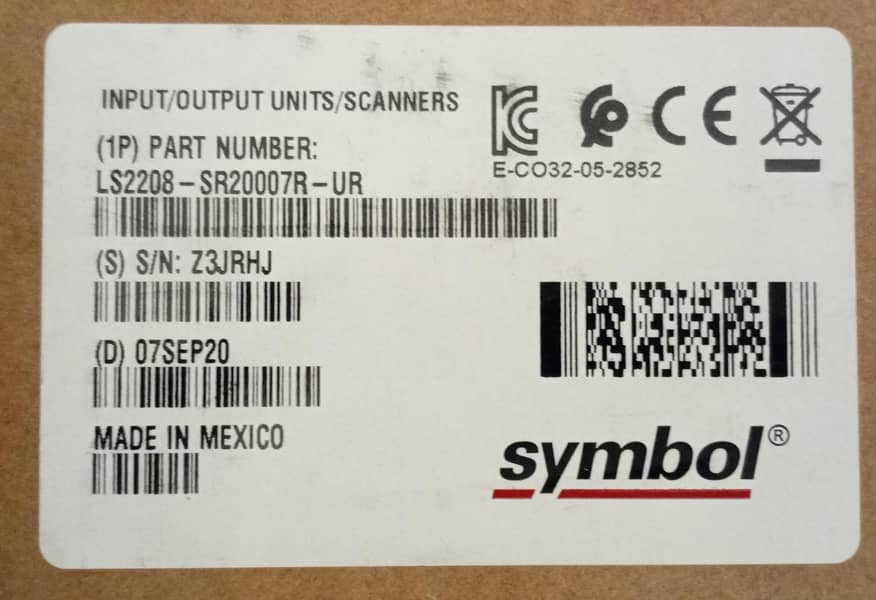 INPUT/OUTPUT UNITS/SCANNERS
(1P) PART NUMBER:
LS2208-SR20007R-UR
E-CO32-05-2852
(S) S/N: Z3JRHJ
(D) 07SEP20
MADE IN MEXICO
symbol®